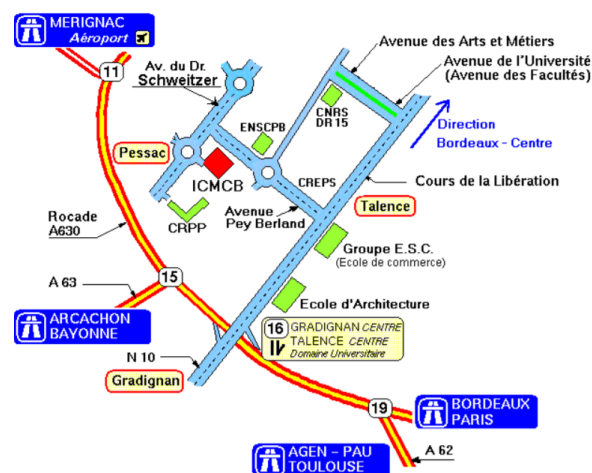 MERIGNAC
Aéroport
11
Av. du Dr.
Schweitzer
Avenue des Arts et Métiers
Avenue de l'Université
(Avenue des Facultés)
CNRS
DR 15
ENSCPB
Direction
Bordeaux - Centre
Pessac
ICMCB
CREPS
Cours de la Libération
Talence
CRPP
Avenue
Pey Berland
Rocade
A630
Groupe E.S.C.
(Ecole de commerce)
15
A 63
Ecole d'Architecture
ARCACHON
BAYONNE
16 GRADIGNAN CENTRE
TALENCE CENTRE
Domaine Universitaire
N 10
Gradignan
19
BORDEAUX
PARIS
A 62
AGEN - PAU
TOULOUSE